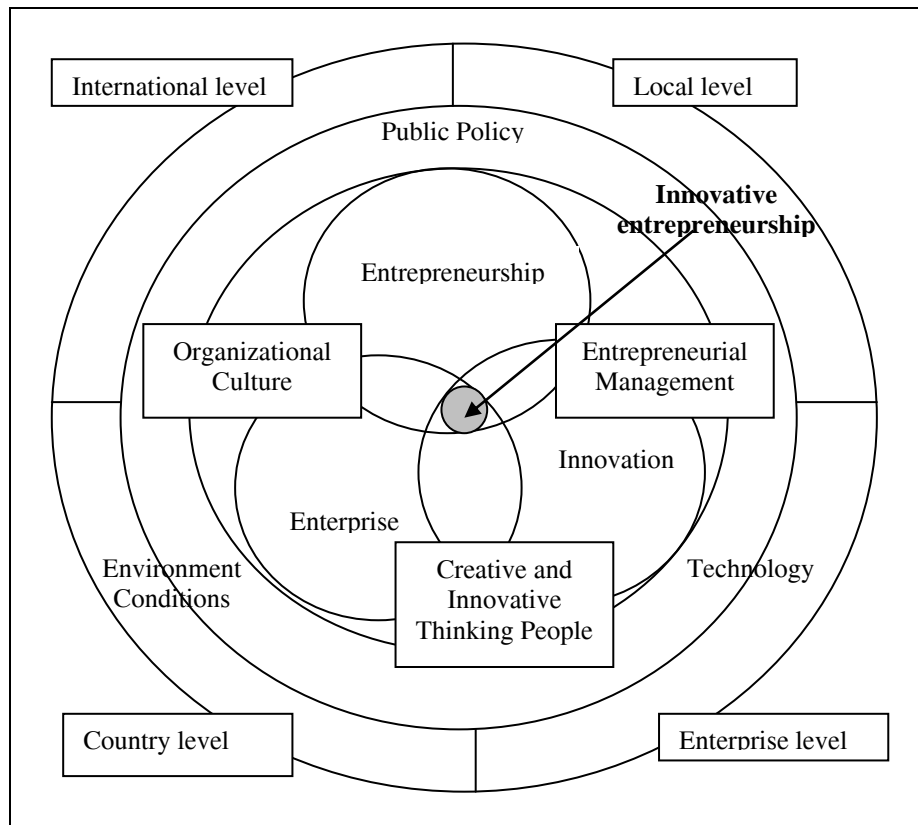 International level
Local level
Public Policy
Innovative
entrepreneurship
Entrepreneurship
Organizational
Culture
Entrepreneurial
Management
Innovation
Enterprise
Environment
Conditions
Creative and
Innovative
Thinking People
Technology
Country level
Enterprise level